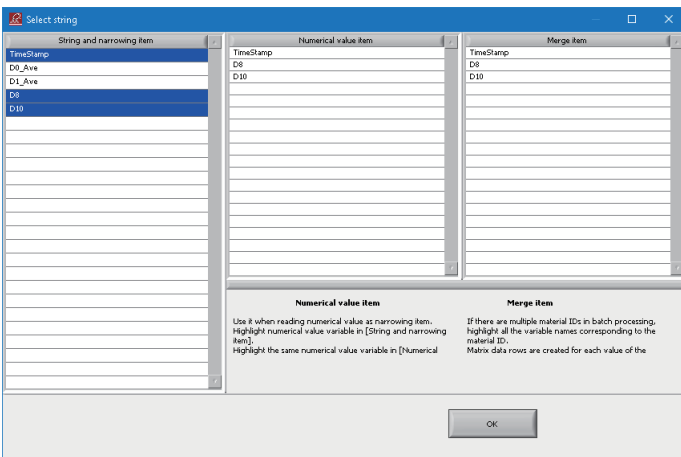 Select string
String and narrowing item
TimeStamp
D0_Ave
D1_Ave
D8
D10
Numerical value item
TimeStamp
D8
D10
Merge item
TimeStamp
D8
D10
Numerical value item
Use it when reading numerical value as narrowing item.
Highlight numerical value variable in [String and narrowing
item].
Highlight the same numerical value variable in [Numerical
Merge item
If there are multiple material IDs in batch processing,
highlight all the variable names corresponding to the
material ID.
Matrix data rows are created for each value of the
OK